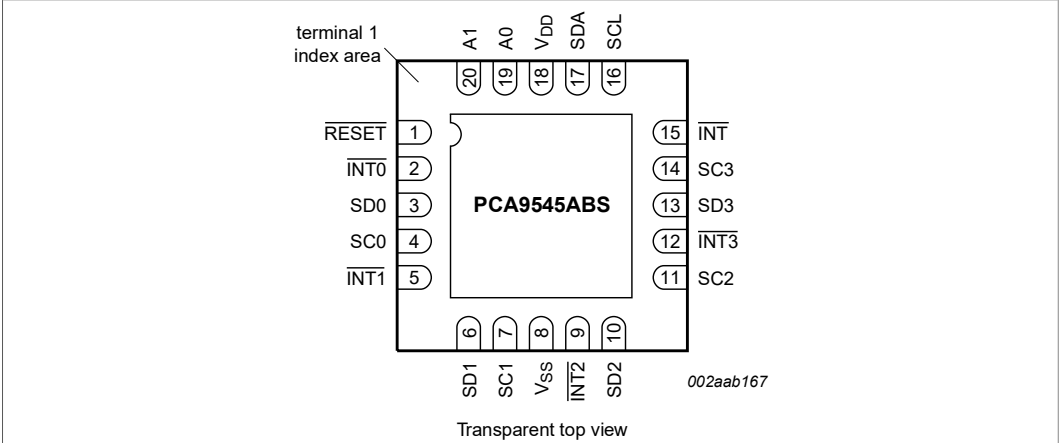 terminal 1
index area
A1
A0
VDD
SDA
SCL
20
19
18
17
16
RESET 1
INT0 2
SD0 3
SC0 4
INT1 5
PCA9545ABS
15 INT
14 SC3
13 SD3
12 INT3
11 SC2
6
7
8
9
10
SD1
SC1
VSS
INT2
SD2
002aab167
Transparent top view